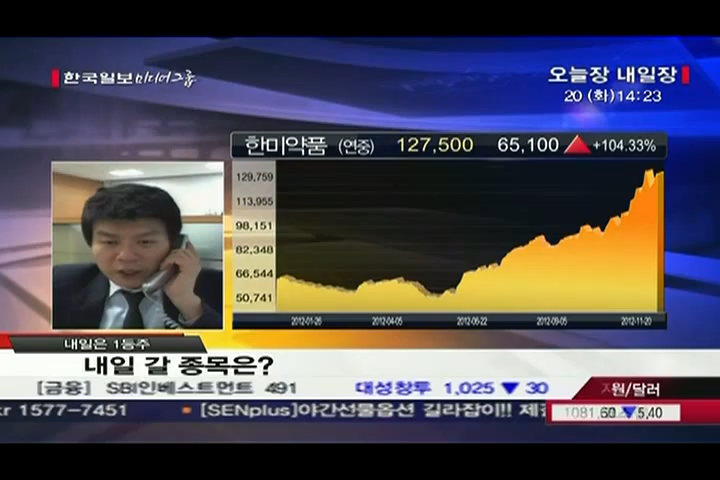 한국일보 미디어그룹
오늘장 내일장
20 (화) 14:23
한미약품 (연중) 127,500 65,100 ▲ +104.33%
129,759
113,955
98,151
82,348
66,544
50,741
2012-01-26 2012-04-05 2012-06-22 2012-09-05 2012-11-20
내일은 1등주
내일 갈 종목은?
[금융] SBI인베스트먼트 491 대성창투 1,025 ▼ 30
원/달러
kr 1577-7451 [SENplus]야간선물옵션 길라잡이!! 제
▼ 5,40